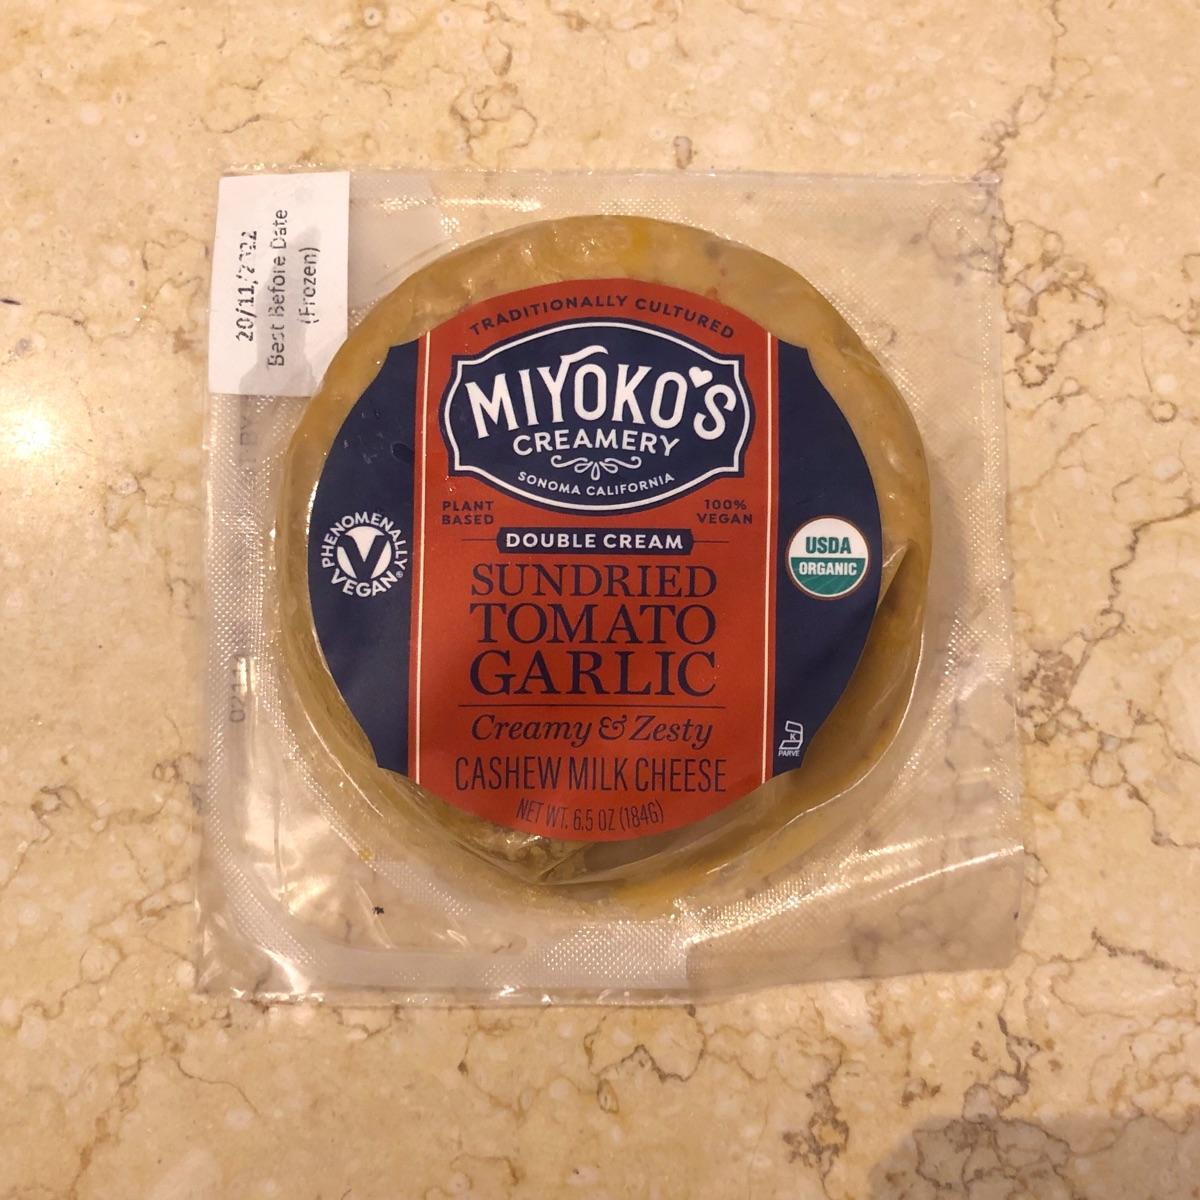 20/11/2022
Best Before Date
(Frozen)
TRADITIONALLY CULTURED
MIYOKO'S
CREAMERY
SONOMA CALIFORNIA
PLANT
BASED
100%
VEGAN
DOUBLE CREAM
PHENOMENALLY
V
VEGAN®
USDA
ORGANIC
SUNDRIED
TOMATO
GARLIC
Creamy & Zesty
CASHEW MILK CHEESE
NET WT. 6.5 OZ (184G)
K
PARVE